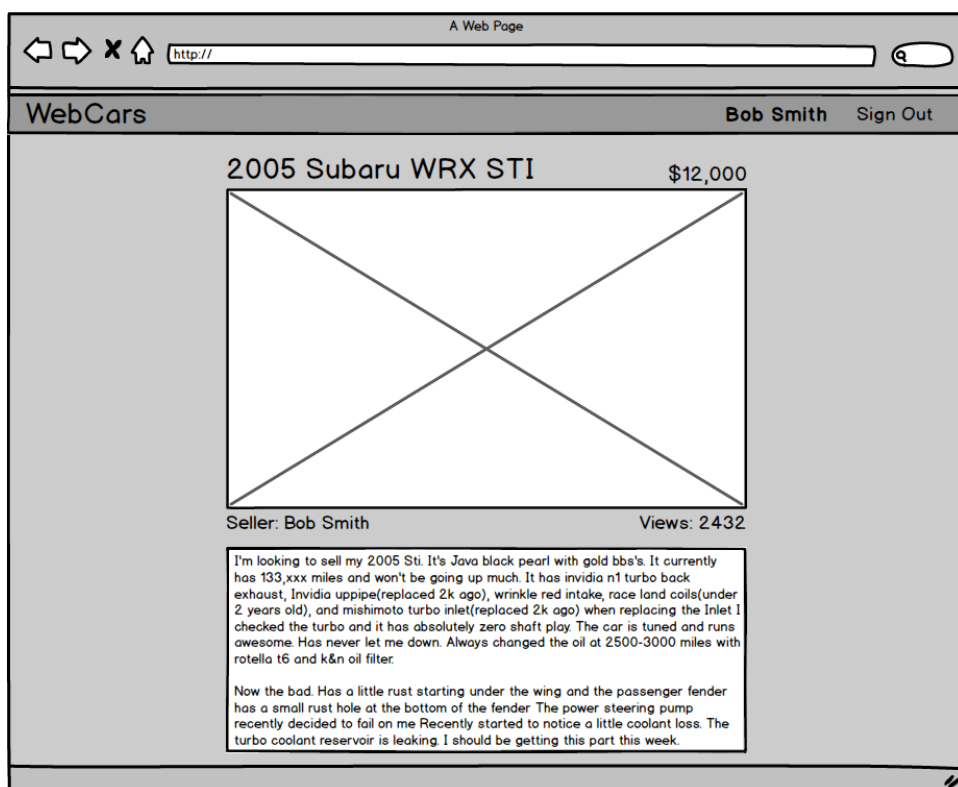 A Web Page
http://
WebCars
Bob Smith
Sign Out
2005 Subaru WRX STI
$12,000
Seller: Bob Smith
Views: 2432
I'm looking to sell my 2005 Sti. It's Java black pearl with gold bbs's. It currently
has 133,xxx miles and won't be going up much. It has invidia n1 turbo back
exhaust, Invidia uppipe(replaced 2k ago), wrinkle red intake, race land coils(under
2 years old), and mishimoto turbo inlet(replaced 2k ago) when replacing the Inlet I
checked the turbo and it has absolutely zero shaft play. The car is tuned and runs
awesome. Has never let me down. Always changed the oil at 2500-3000 miles with
rotella t6 and k&n oil filter.
Now the bad. Has a little rust starting under the wing and the passenger fender
has a small rust hole at the bottom of the fender The power steering pump
recently decided to fail on me Recently started to notice a little coolant loss. The
turbo coolant reservoir is leaking. I should be getting this part this week.